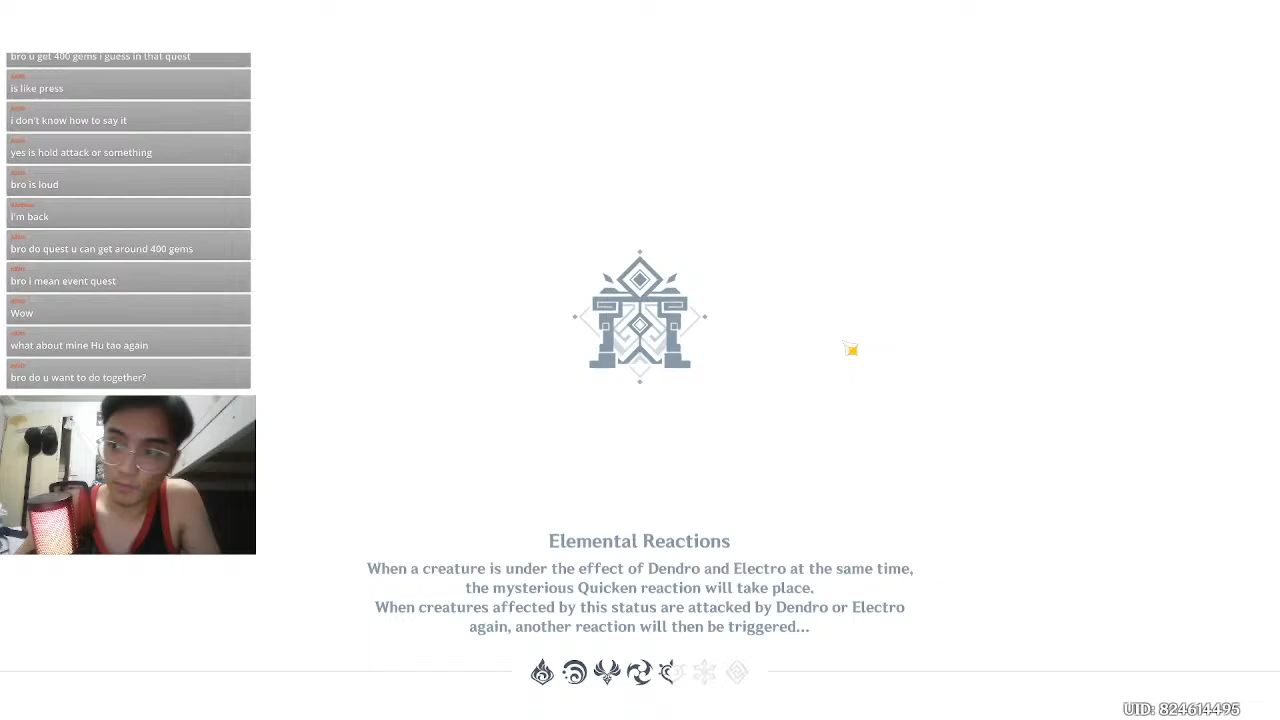 bro u get 400 gems i guess in that quest
is like press
i don't know how to say it
yes is hold attack or something
bro is loud
I'm back
bro do quest u can get around 400 gems
bro i mean event quest
Wow
what about mine Hu tao again
bro do u want to do together?
Elemental Reactions
When a creature is under the effect of Dendro and Electro at the same time,
the mysterious Quicken reaction will take place.
When creatures affected by this status are attacked by Dendro or Electro
again, another reaction will then be triggered...
UID: 824614495